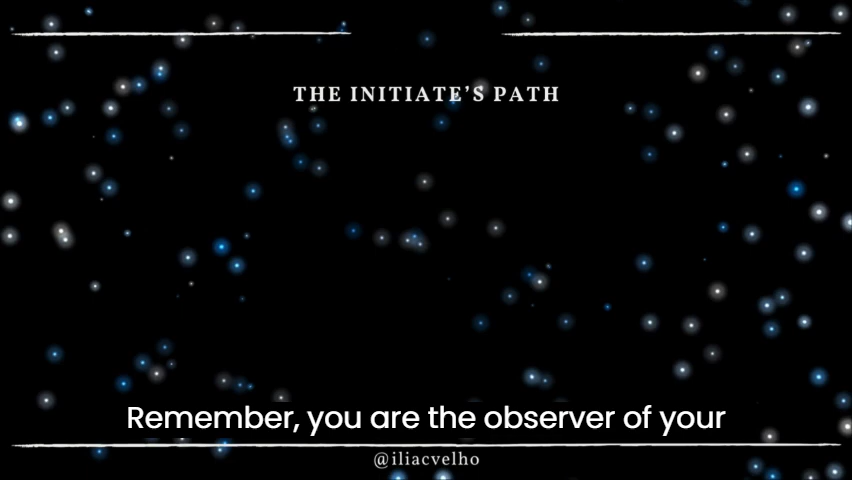 THE INITIATE’S PATH
Remember, you are the observer of your
@iliacvelho